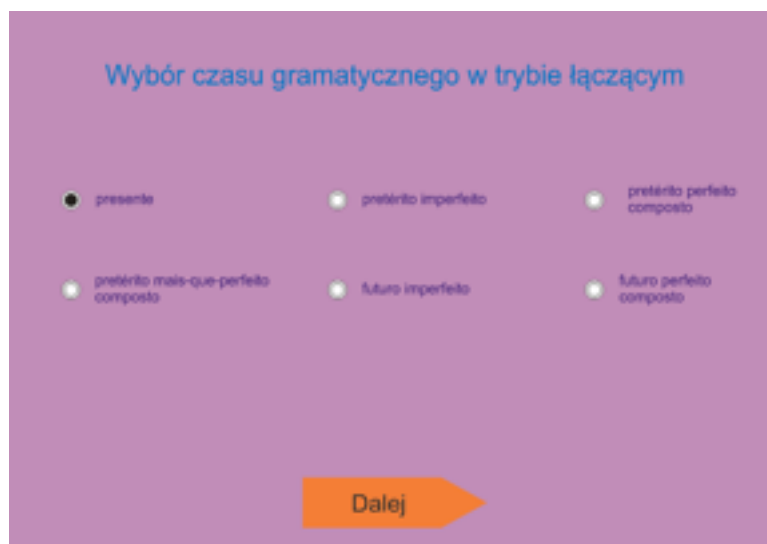 Wybór czasu gramatycznego w trybie łączącym
presente
pretérito imperfeito
pretérito perfeito
composto
pretérito mais-que-perfeito
composto
futuro imperfeito
futuro perfeito
composto
Dalej